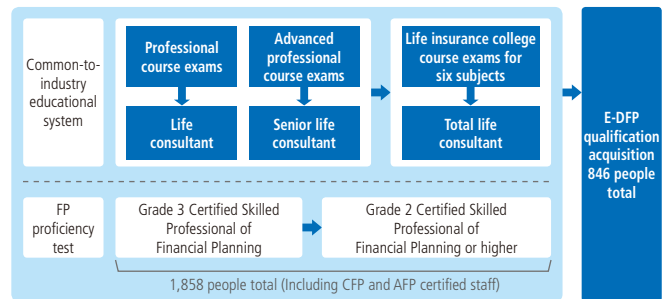 Common-to-
industry
educational
system
Professional
course exams
Life
consultant
Advanced
professional
course exams
Senior life
consultant
Life insurance college
course exams for
six subjects
Total life
consultant
E-DFP
qualification
acquisition
846 people
total
FP
proficiency
test
Grade 3 Certified Skilled
Professional of
Financial Planning
Grade 2 Certified Skilled
Professional of
Financial Planning or higher
1,858 people total (Including CFP and AFP certified staff)